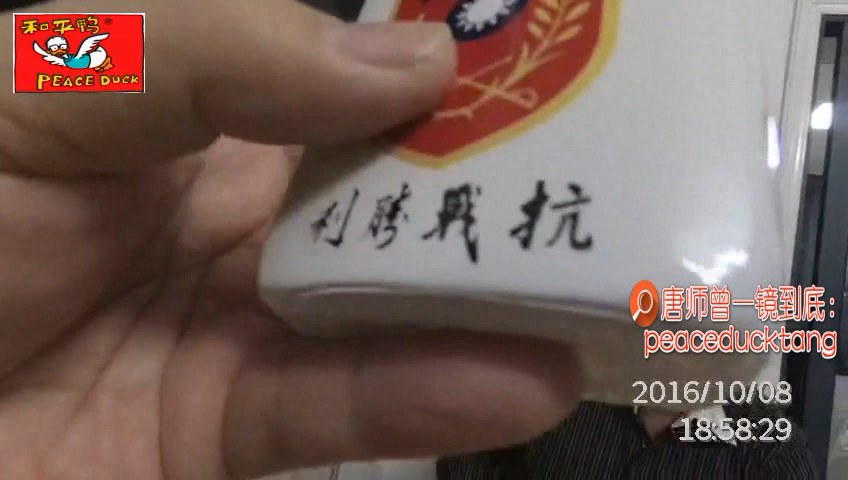 和平鸭®
PEACE DUCK
利勝戰抗
唐师曾一镜到底:
peaceducktang
2016/10/08
18:58:29